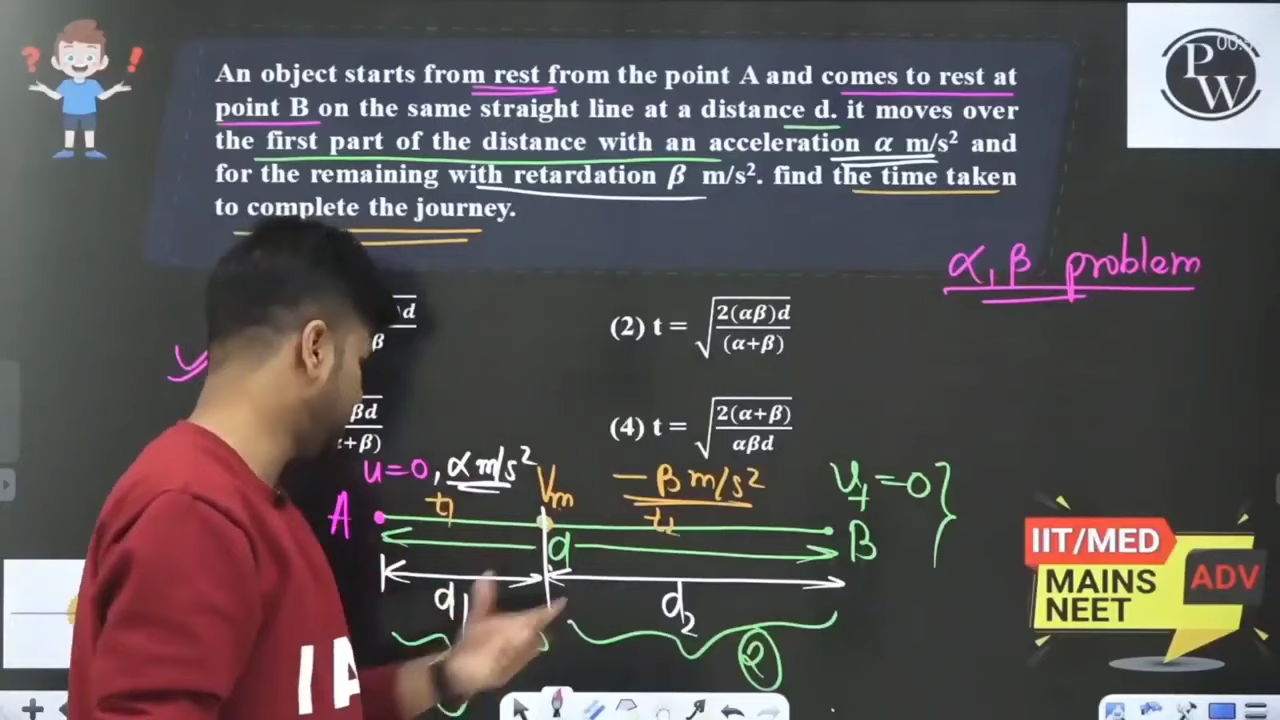 PW
An object starts from rest from the point A and comes to rest at
point B on the same straight line at a distance d. it moves over
the first part of the distance with an acceleration α m/s² and
for the remaining with retardation β m/s². find the time taken
to complete the journey.
α, β problem
d
β
(2) t = √(2(αβ)d/(α+β))
βd
+β)
(4) t = √(2(α+β)/αβd)
u=0, α m/s² Vm -β m/s² =0
t₁ t₂
A B
d
d₁ d₂
2
IIT/MED
MAINS
NEET
ADV
I A